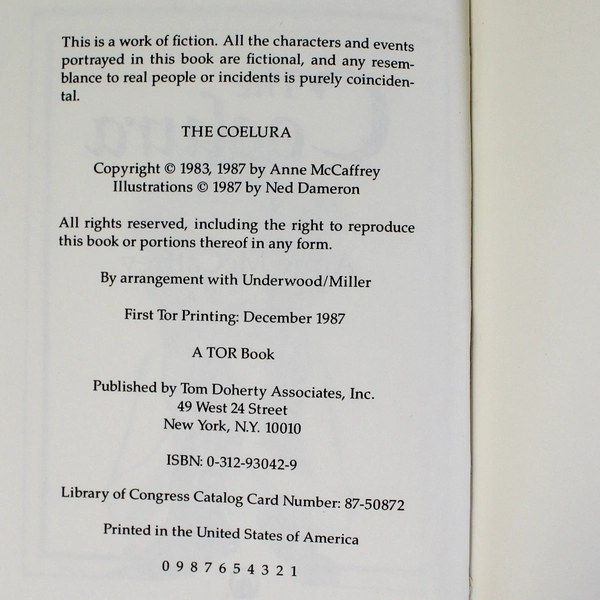 This is a work of fiction. All the characters and events
portrayed in this book are fictional, and any resem-
blance to real people or incidents is purely coinciden-
tal.
THE COELURA
Copyright © 1983, 1987 by Anne McCaffrey
Illustrations © 1987 by Ned Dameron
All rights reserved, including the right to reproduce
this book or portions thereof in any form.
By arrangement with Underwood/Miller
First Tor Printing: December 1987
A TOR Book
Published by Tom Doherty Associates, Inc.
49 West 24 Street
New York, N.Y. 10010
ISBN: 0-312-93042-9
Library of Congress Catalog Card Number: 87-50872
Printed in the United States of America
0 9 8 7 6 5 4 3 2 1